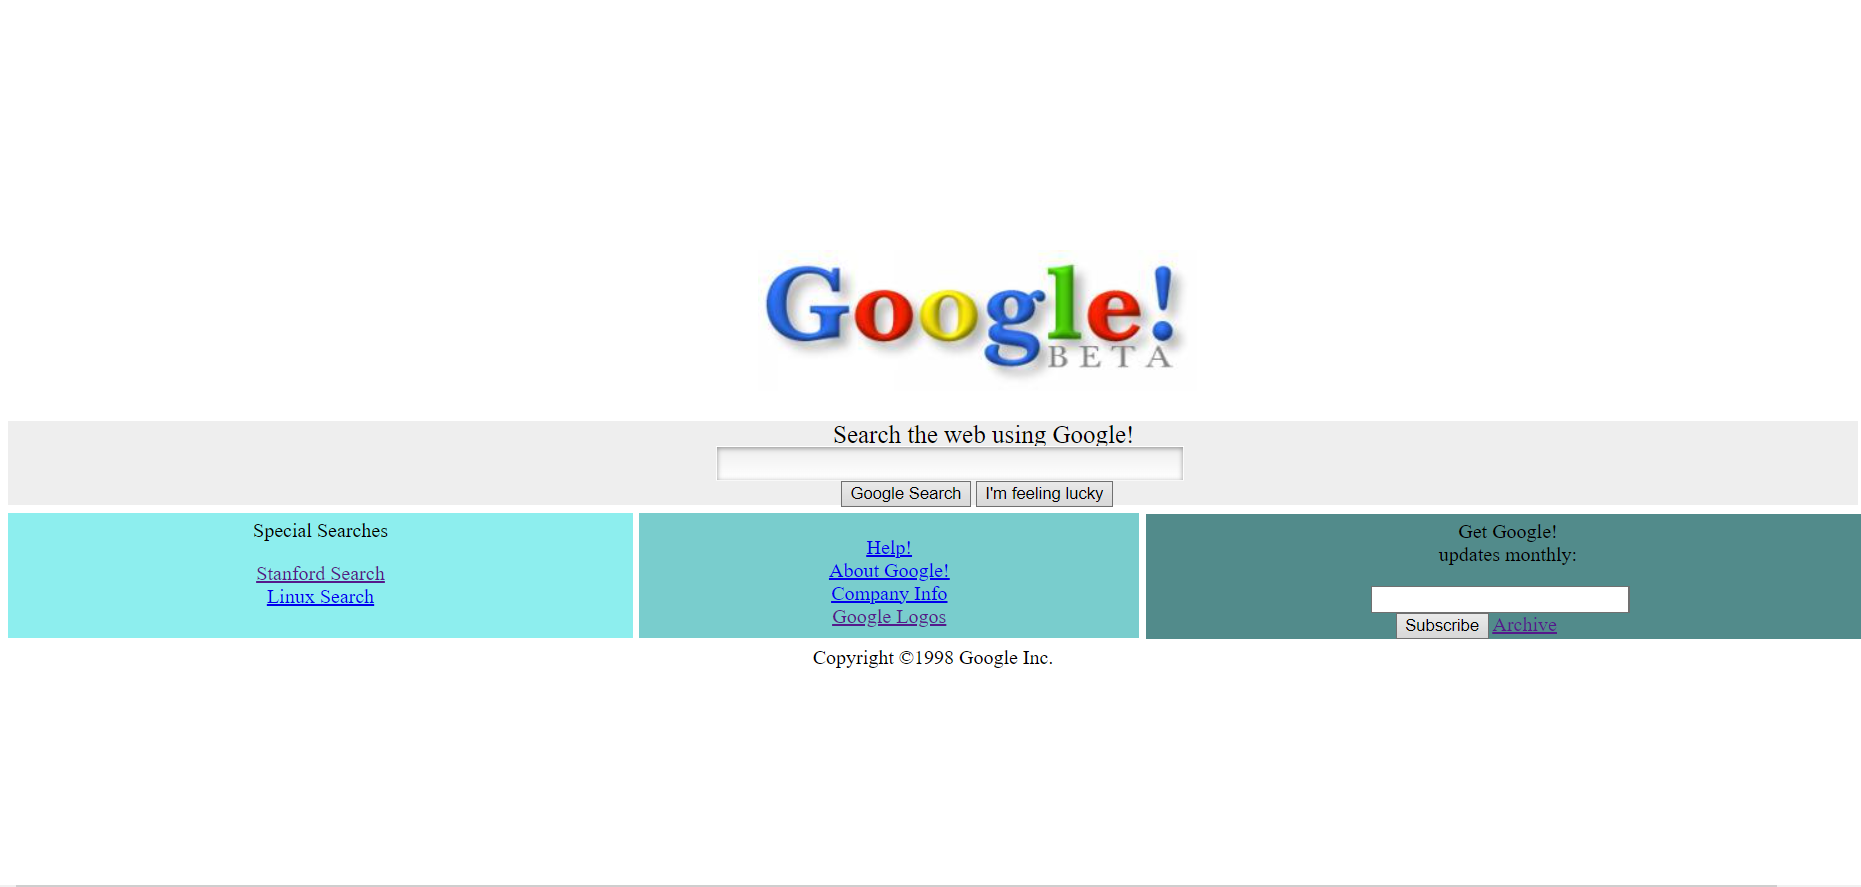 Google!
BETA
Search the web using Google!
Google Search I'm feeling lucky
Special Searches
Stanford Search
Linux Search
Help!
About Google!
Company Info
Google Logos
Get Google!
updates monthly:
Subscribe Archive
Copyright ©1998 Google Inc.